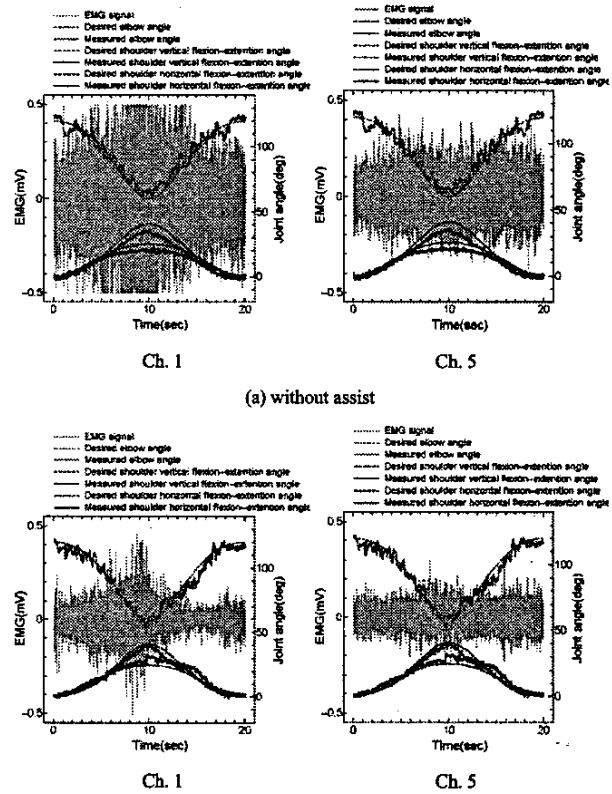 EMG signal
Desired elbow angle
Measured elbow angle
Desired shoulder vertical flexion-extention angle
Measured shoulder vertical flexion-extention angle
Desired shoulder horizontal flexion-extention angle
Measured shoulder horizontal flexion-extention angle
0.5
0
-0.5
EMG(mV)
100
50
0
Joint angle(deg)
0
10
20
Time(sec)
Ch. 1
EMG signal
Desired elbow angle
Measured elbow angle
Desired shoulder vertical flexion-extention angle
Measured shoulder vertical flexion-extention angle
Desired shoulder horizontal flexion-extention angle
Measured shoulder horizontal flexion-extention angle
0.5
0
-0.5
EMG(mV)
100
50
0
Joint angle(deg)
0
10
20
Time(sec)
Ch. 5
(a) without assist
EMG signal
Desired elbow angle
Measured elbow angle
Desired shoulder vertical flexion-extention angle
Measured shoulder vertical flexion-extention angle
Desired shoulder horizontal flexion-extention angle
Measured shoulder horizontal flexion-extention angle
0.5
0
-0.5
EMG(mV)
100
50
0
Joint angle(deg)
0
10
20
Time(sec)
Ch. 1
EMG signal
Desired elbow angle
Measured elbow angle
Desired shoulder vertical flexion-extention angle
Measured shoulder vertical flexion-extention angle
Desired shoulder horizontal flexion-extention angle
Measured shoulder horizontal flexion-extention angle
0.5
0
-0.5
EMG(mV)
100
50
0
Joint angle(deg)
0
10
20
Time(sec)
Ch. 5